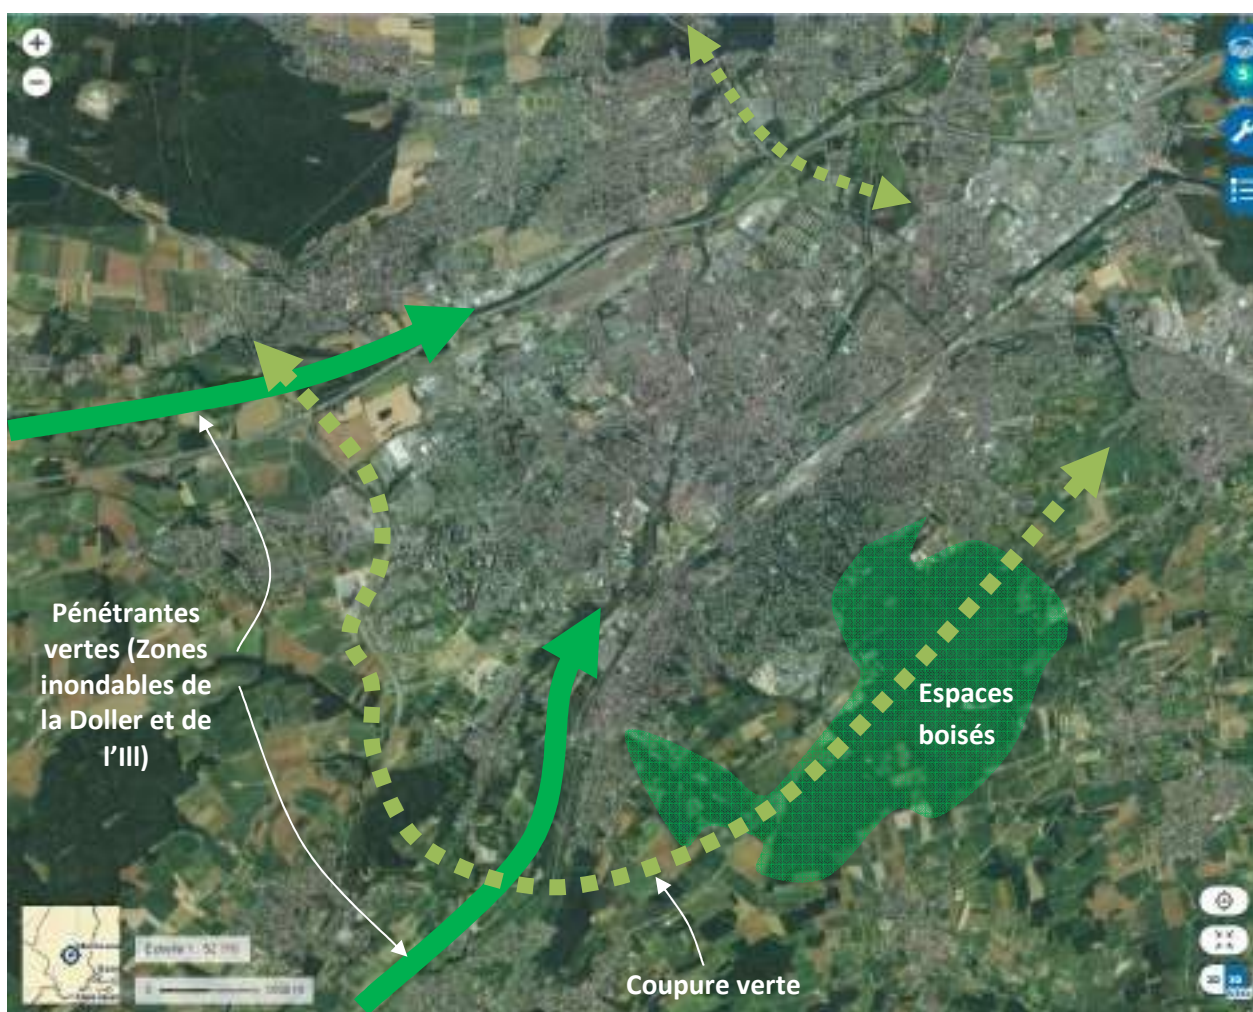 Pénétrantes
vertes (Zones
inondables de
la Doller et de
l’Ill)
Espaces
boisés
Coupure verte